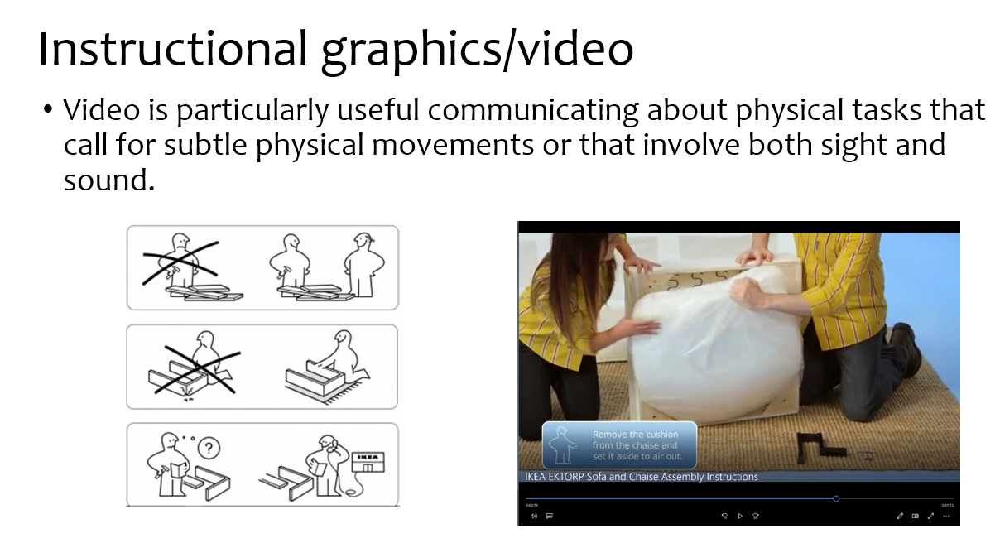 Instructional graphics/video
• Video is particularly useful communicating about physical tasks that
call for subtle physical movements or that involve both sight and
sound.
?
IKEA
Remove the cushion
from the chaise and
set it aside to air out.
IKEA EKTORP Sofa and Chaise Assembly Instructions